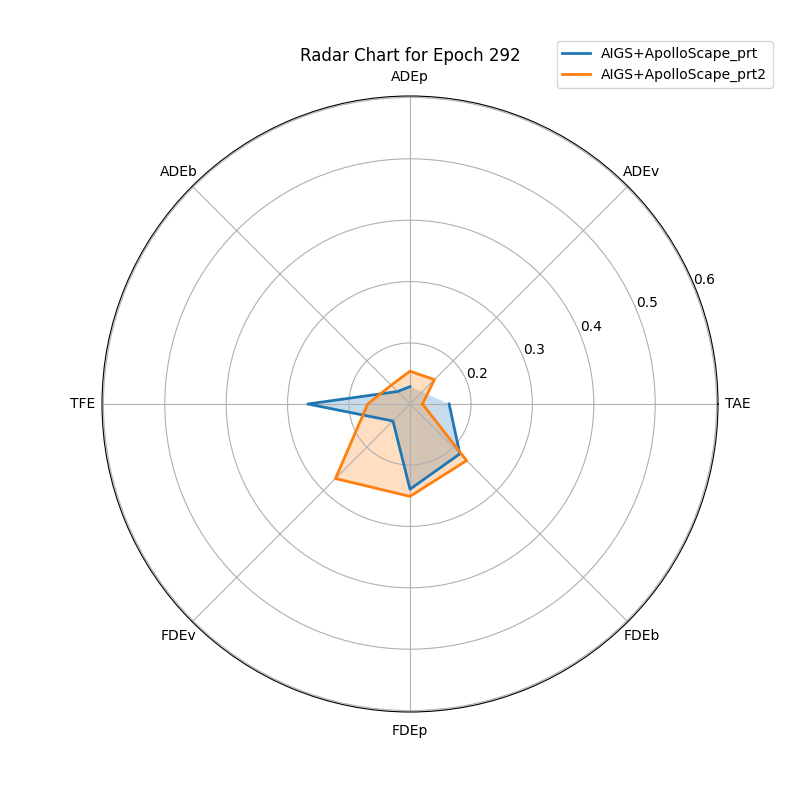 Radar Chart for Epoch 292
AIGS+ApolloScape_prt
AIGS+ApolloScape_prt2
ADEp
ADEb
ADEv
0.6
0.5
0.4
0.3
0.2
TFE
TAE
FDEv
FDEb
FDEp